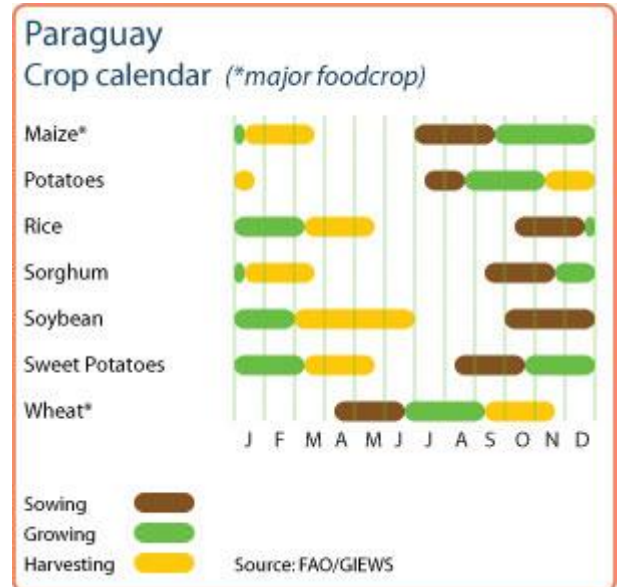 Paraguay
Crop calendar (*major foodcrop)
Maize*
Potatoes
Rice
Sorghum
Soybean
Sweet Potatoes
Wheat*
J F M A M J J A S O N D
Sowing
Growing
Harvesting Source: FAO/GIEWS